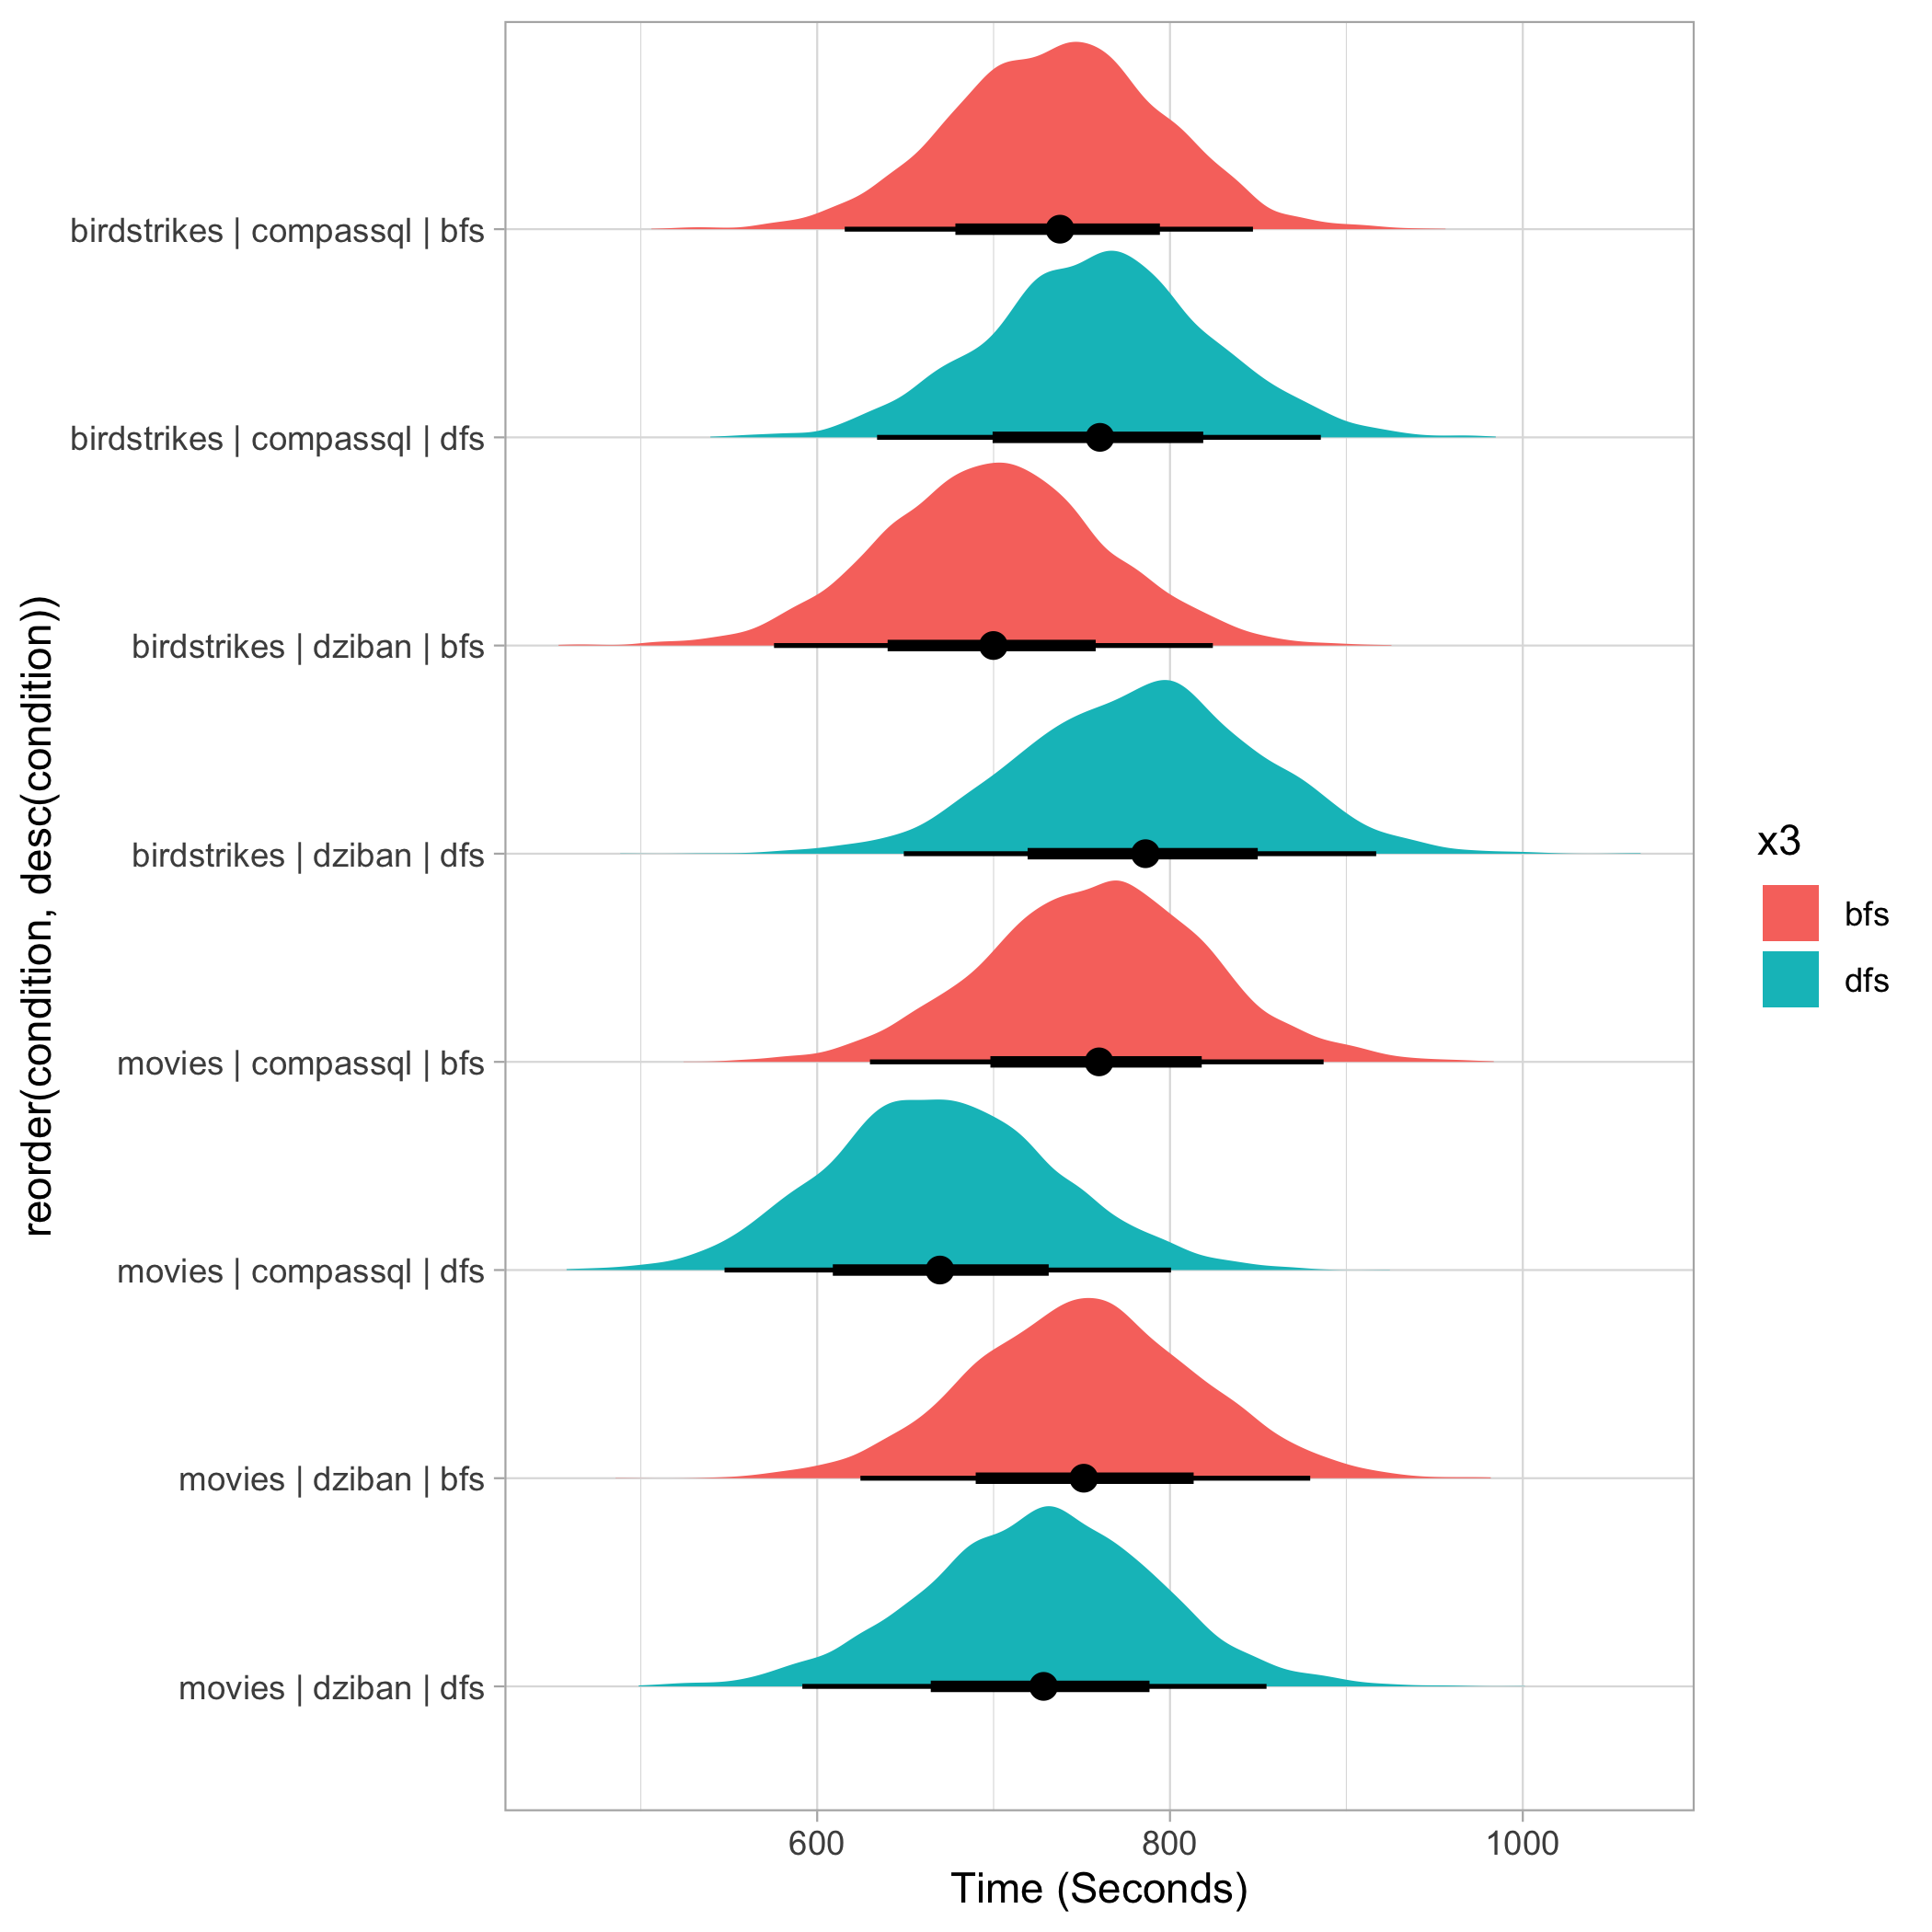 reorder(condition, desc(condition))
birdstrikes | compassql | bfs
birdstrikes | compassql | dfs
birdstrikes | dziban | bfs
birdstrikes | dziban | dfs
movies | compassql | bfs
movies | compassql | dfs
movies | dziban | bfs
movies | dziban | dfs
600 800 1000
Time (Seconds)
x3
bfs
dfs